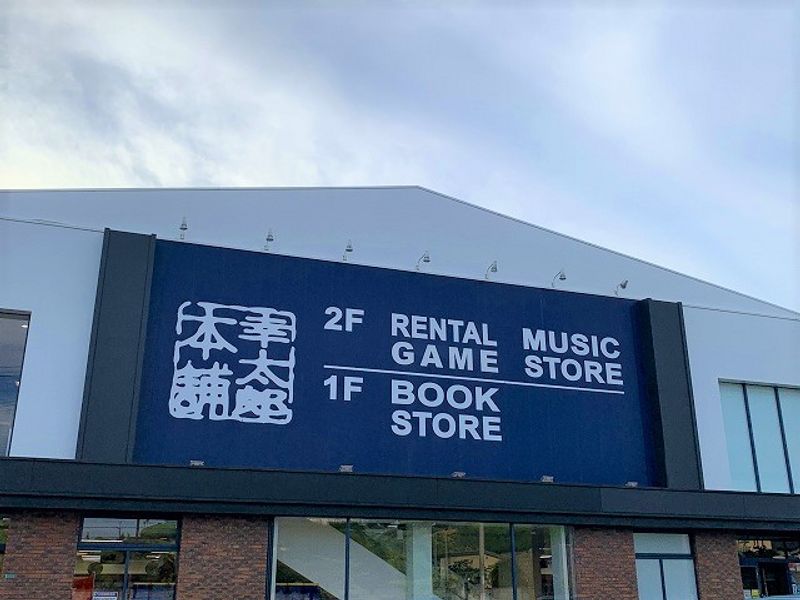 幸太郎
本舗
2F RENTAL GAME MUSIC STORE
1F BOOK STORE